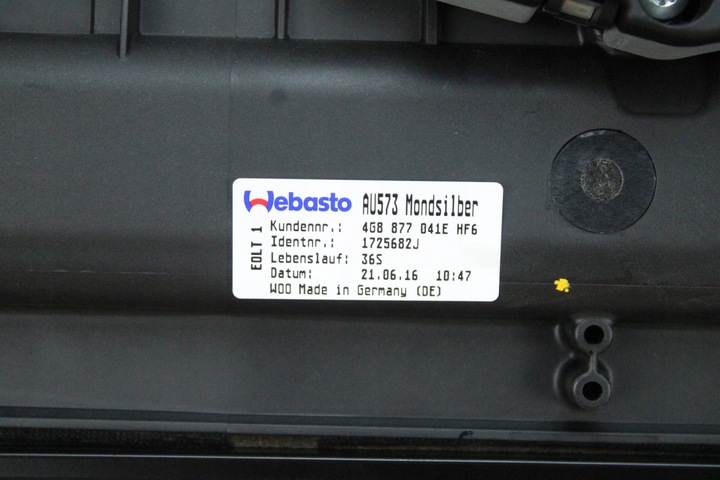 Webasto AU573 Mondsilber
EOLT 1
Kundennr.: 4G8 877 041E HF6
Identnr.: 1725682J
Lebenslauf: 36S
Datum: 21.06.16 10:47
WOO Made in Germany (DE)